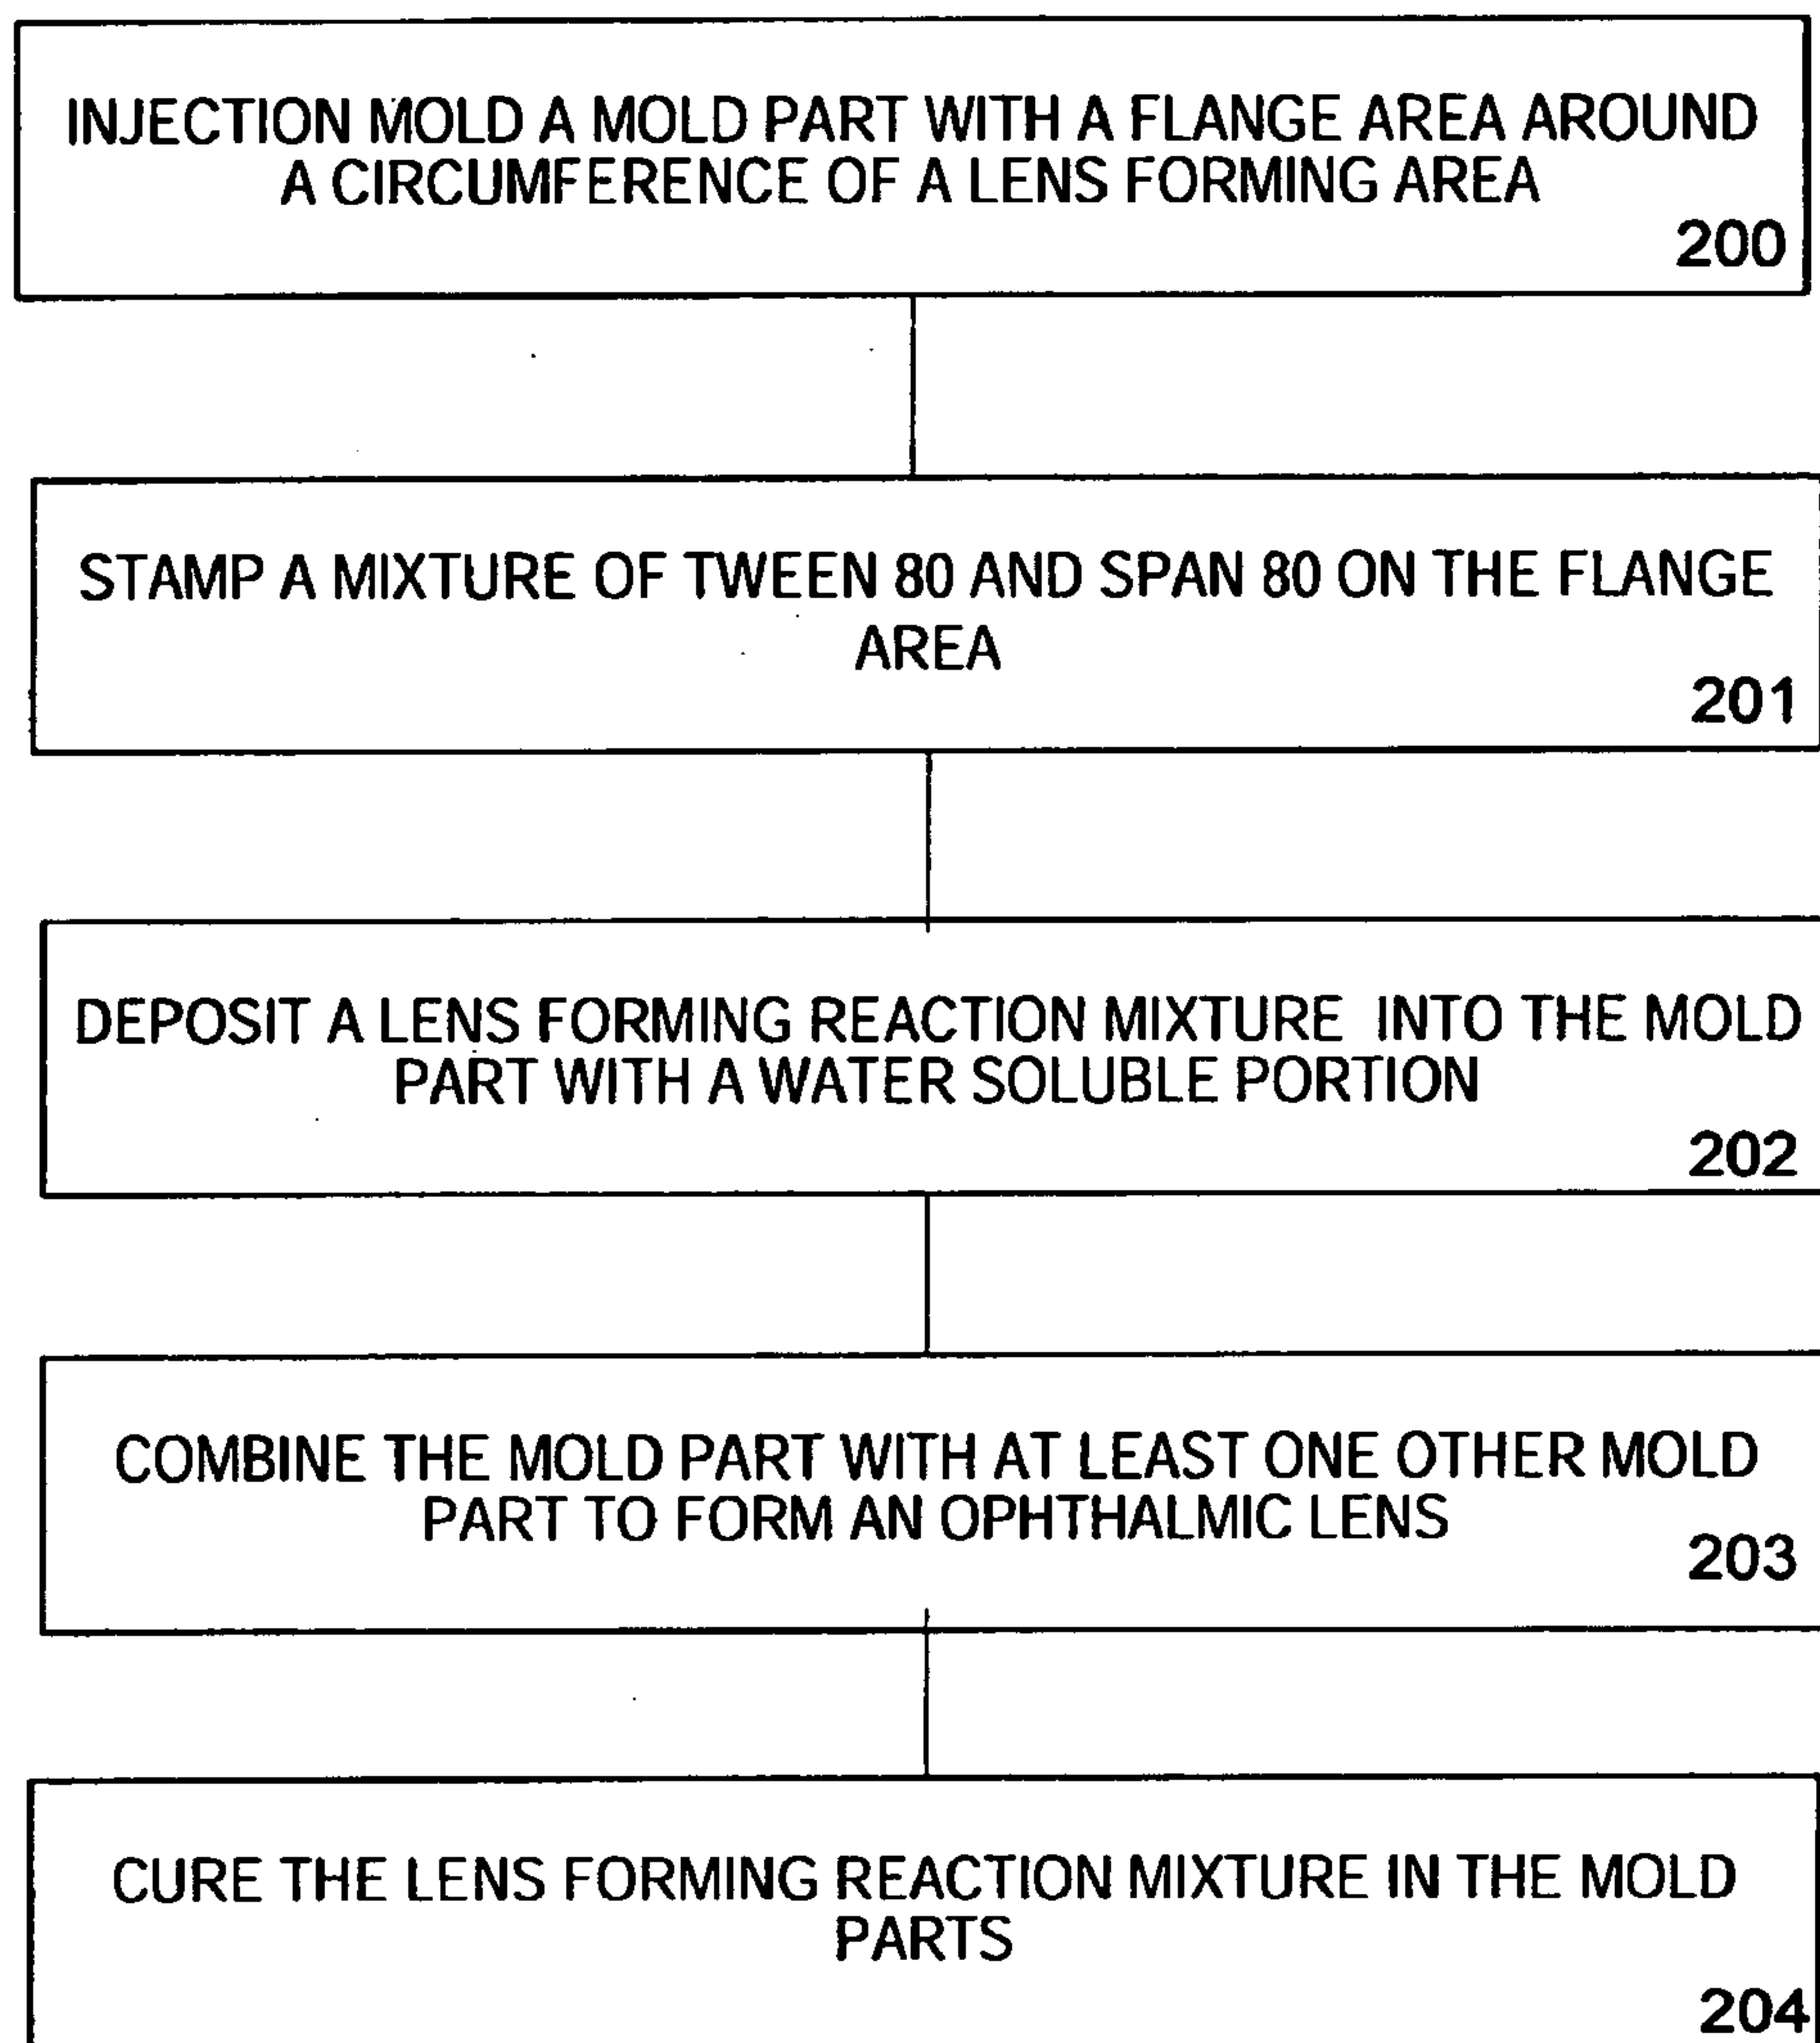 INJECTION MOLD A MOLD PART WITH A FLANGE AREA AROUND
A CIRCUMFERENCE OF A LENS FORMING AREA
200
STAMP A MIXTURE OF TWEEN 80 AND SPAN 80 ON THE FLANGE
AREA
201
DEPOSIT A LENS FORMING REACTION MIXTURE INTO THE MOLD
PART WITH A WATER SOLUBLE PORTION
202
COMBINE THE MOLD PART WITH AT LEAST ONE OTHER MOLD
PART TO FORM AN OPHTHALMIC LENS
203
CURE THE LENS FORMING REACTION MIXTURE IN THE MOLD
PARTS
204